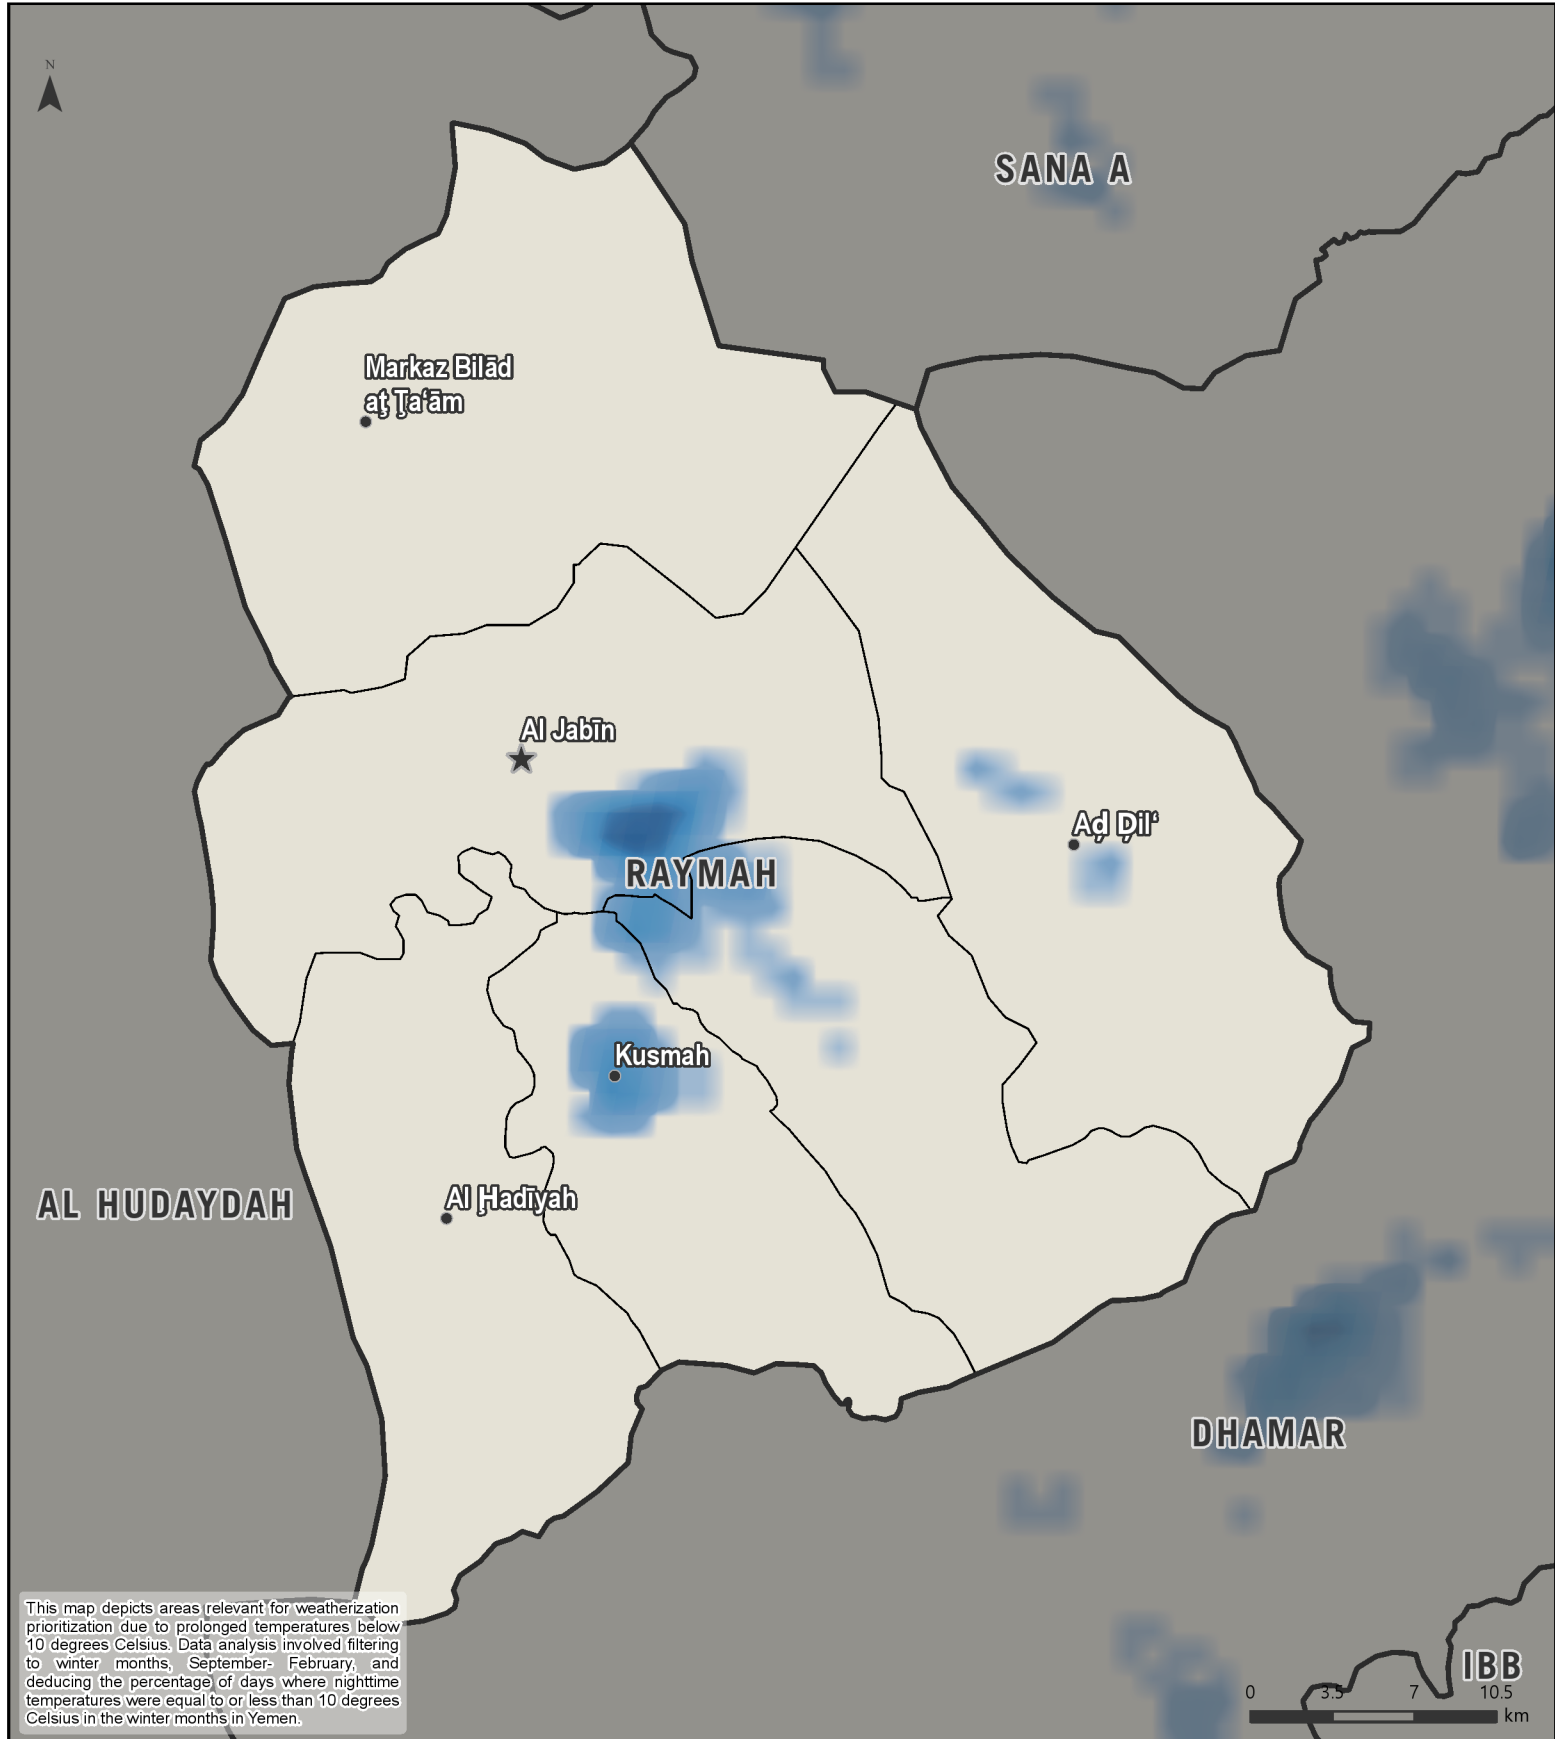 N
SANA A
Markaz Bilād
aţ Ţa‘ām
Al Jabīn
Aḑ Ḑil‘
RAYMAH
Kusmah
AL HUDAYDAH
Al Ḩadīyah
DHAMAR
This map depicts areas relevant for weatherization
prioritization due to prolonged temperatures below
10 degrees Celsius. Data analysis involved filtering
to winter months, September- February, and
deducing the percentage of days where nighttime
temperatures were equal to or less than 10 degrees
Celsius in the winter months in Yemen.
IBB
0 3.5 7 10.5
km